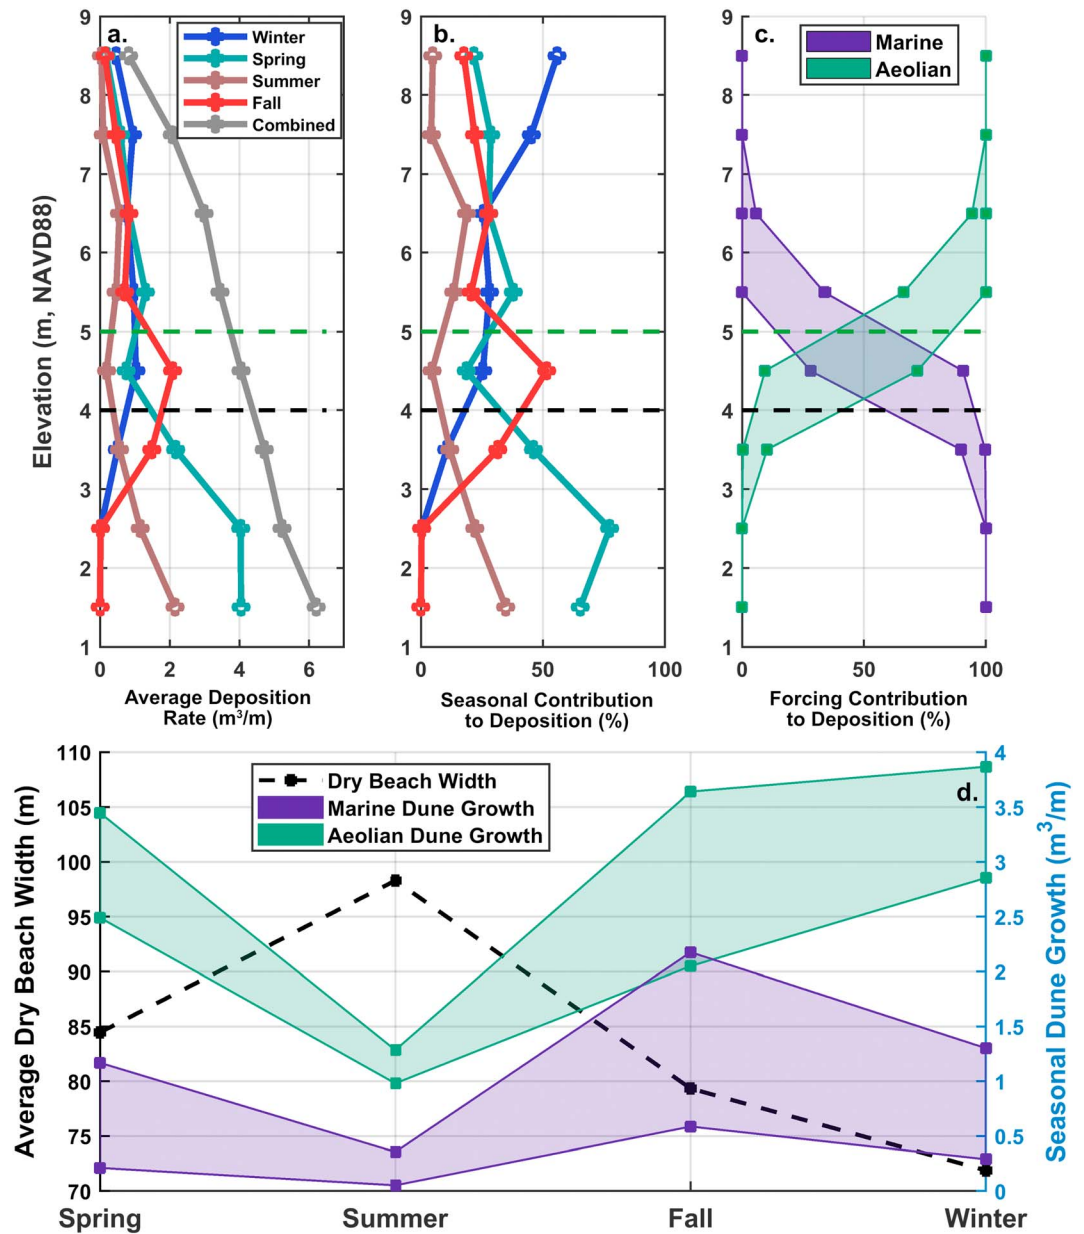 a.
Winter
Spring
Summer
Fall
Combined
b.
c.
Marine
Aeolian
9
8
7
6
5
4
3
2
1
Elevation (m, NAVD88)
0 2 4 6
Average Deposition
Rate (m³/m)
9
8
7
6
5
4
3
2
1
0 50 100
Seasonal Contribution
to Deposition (%)
9
8
7
6
5
4
3
2
1
0 50 100
Forcing Contribution
to Deposition (%)
d.
Dry Beach Width
Marine Dune Growth
Aeolian Dune Growth
110
105
100
95
90
85
80
75
70
Average Dry Beach Width (m)
4
3.5
3
2.5
2
1.5
1
0.5
0
Seasonal Dune Growth (m³/m)
Spring Summer Fall Winter